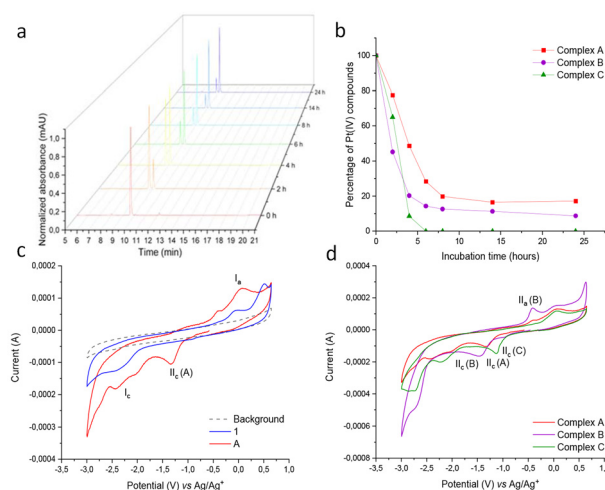 a
Normalized absorbance (mAU)
1,0
0,8
0,6
0,4
0,2
0,0
5 6 7 8 9 10 11 12 13 14 15 16 17 18 19 20 21
Time (min)
24 h
14 h
8 h
6 h
4 h
2 h
0 h
b
Percentage of Pt(IV) compounds
100
80
60
40
20
0
0 5 10 15 20 25
Incubation time (hours)
Complex A
Complex B
Complex C
c
Current (A)
0,0002
0,0001
0,0000
-0,0001
-0,0002
-0,0003
-0,0004
-3,5 -3,0 -2,5 -2,0 -1,5 -1,0 -0,5 0,0 0,5 1,0
Potential (V) vs Ag/Ag⁺
Iₐ
II꜀ (A)
I꜀
Background
1
A
d
Current (A)
0,0004
0,0002
0,0000
-0,0002
-0,0004
-0,0006
-0,0008
-3,5 -3,0 -2,5 -2,0 -1,5 -1,0 -0,5 0,0 0,5 1,0
Potential (V) vs Ag/Ag⁺
IIₐ (B)
II꜀ (C)
II꜀ (B)
II꜀ (A)
Complex A
Complex B
Complex C